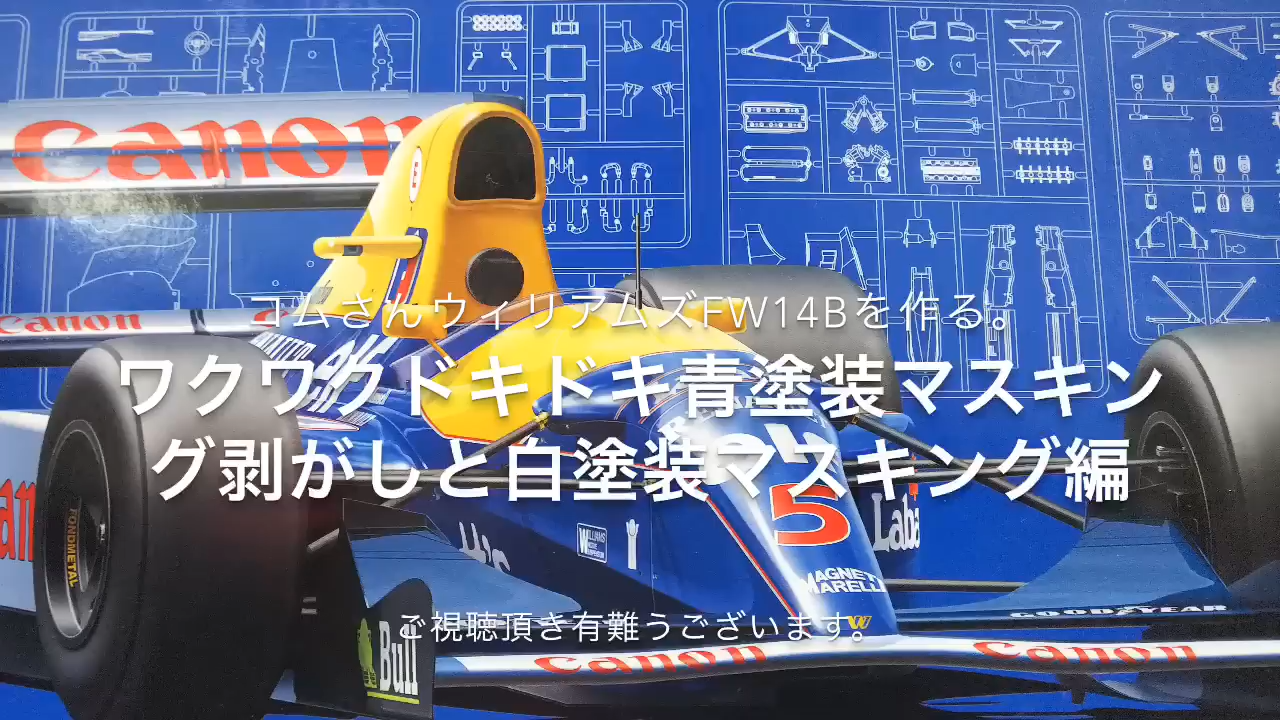 Canon
Canon
コムさんウィリアムズFW14Bを作る。
ワクワクドキドキ青塗装マスキン
グ剥がしと白塗装マスキング編
5
Laba
WILLIAMS
FONDMETAL
MAGNETI
MARELLI
GOODYEAR
ご視聴頂き有難うございます。
Bull
Canon
Canon